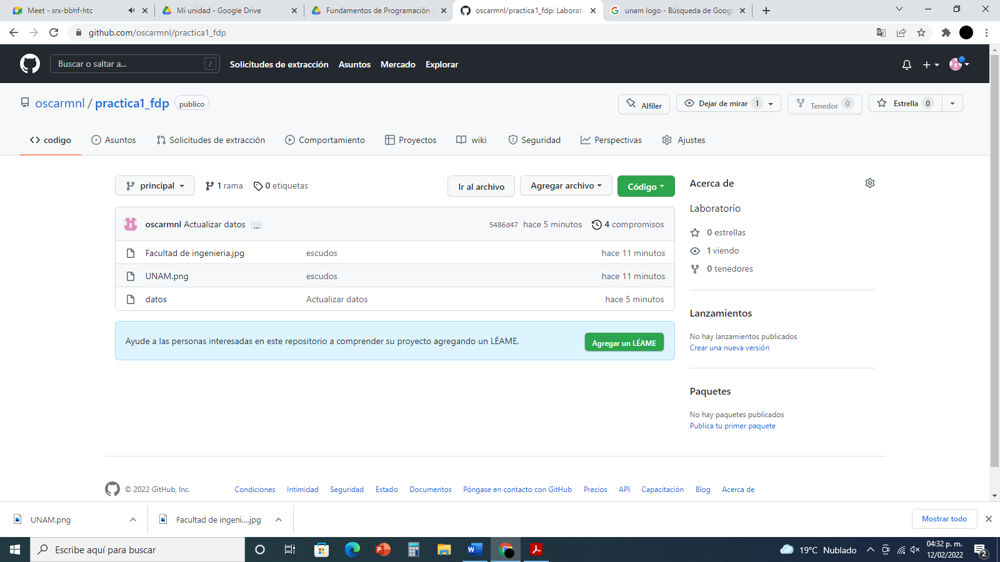 Meet - srx-bbhf-htc
Mi unidad - Google Drive
Fundamentos de Programación -
oscarmnl/practica1_fdp: Laborato
unam logo - Búsqueda de Googl
github.com/oscarmnl/practica1_fdp
Buscar o saltar a...
/
Solicitudes de extracción
Asuntos
Mercado
Explorar
oscarmnl / practica1_fdp
publico
Alfiler
Dejar de mirar 1
Tenedor 0
Estrella 0
codigo
Asuntos
Solicitudes de extracción
Comportamiento
Proyectos
wiki
Seguridad
Perspectivas
Ajustes
principal
1 rama
0 etiquetas
Ir al archivo
Agregar archivo
Código
oscarmnl Actualizar datos ...
5486d47 hace 5 minutos
4 compromisos
Facultad de ingenieria.jpg
escudos
hace 11 minutos
UNAM.png
escudos
hace 11 minutos
datos
Actualizar datos
hace 5 minutos
Ayude a las personas interesadas en este repositorio a comprender su proyecto agregando un LÉAME.
Agregar un LÉAME
Acerca de
Laboratorio
0 estrellas
1 viendo
0 tenedores
Lanzamientos
No hay lanzamientos publicados
Crear una nueva versión
Paquetes
No hay paquetes publicados
Publica tu primer paquete
© 2022 GitHub, Inc.
Condiciones
Intimidad
Seguridad
Estado
Documentos
Póngase en contacto con GitHub
Precios
API
Capacitación
Blog
Acerca de
UNAM.png
Facultad de ingeni....jpg
Mostrar todo
Escribe aquí para buscar
19°C Nublado
04:32 p. m.
12/02/2022
2